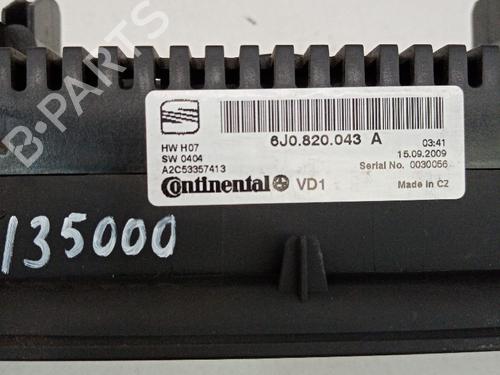 B-Parts
6J0.820.043 A
HW H07
SW 0404
A2C53357413
03:41
15.09.2009
Serial No. 0030056
Continental VD1
Made in CZ
135000